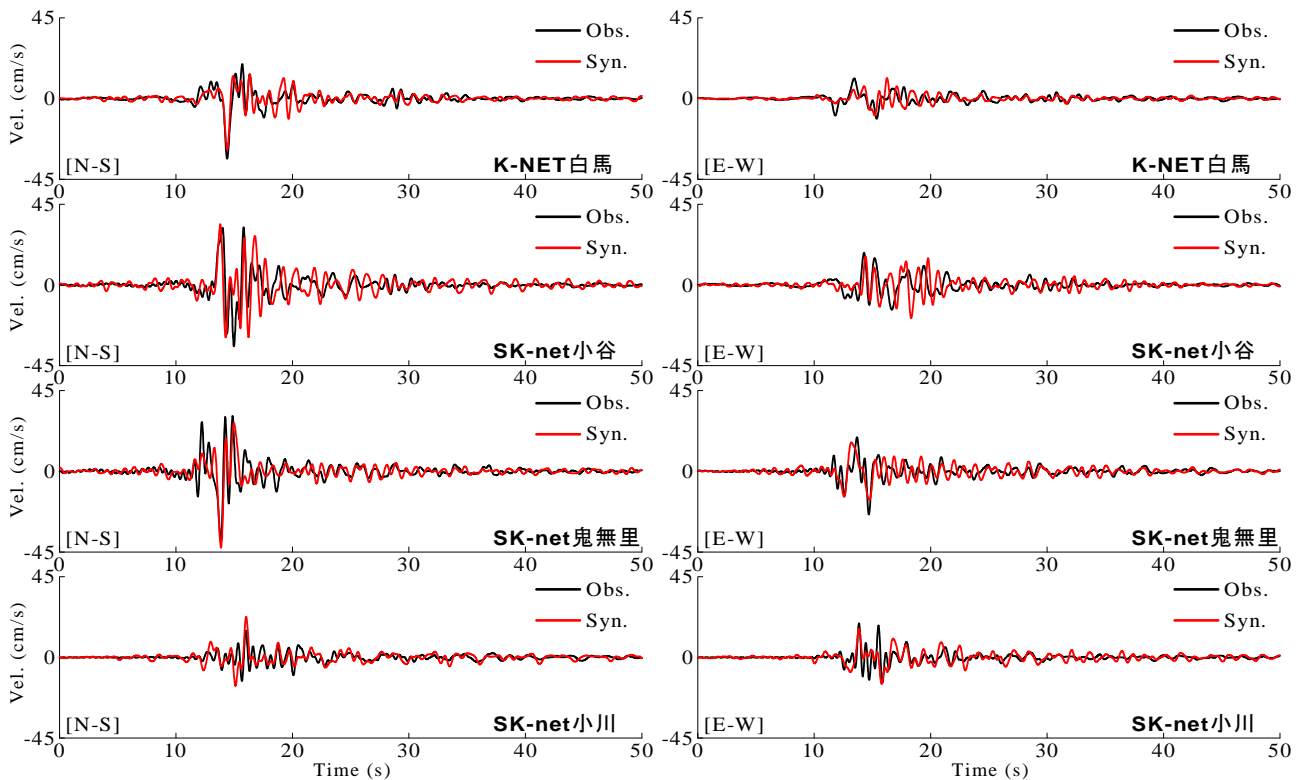 45
Vel. (cm/s)
0
-45
Obs.
Syn.
[N-S]
K-NET白馬
0 10 20 30 40 50
45
0
-45
Obs.
Syn.
[E-W]
K-NET白馬
0 10 20 30 40 50
45
Vel. (cm/s)
0
-45
Obs.
Syn.
[N-S]
SK-net小谷
0 10 20 30 40 50
45
0
-45
Obs.
Syn.
[E-W]
SK-net小谷
0 10 20 30 40 50
45
Vel. (cm/s)
0
-45
Obs.
Syn.
[N-S]
SK-net鬼無里
0 10 20 30 40 50
45
0
-45
Obs.
Syn.
[E-W]
SK-net鬼無里
0 10 20 30 40 50
45
Vel. (cm/s)
0
-45
Obs.
Syn.
[N-S]
SK-net小川
0 10 20 30 40 50
Time (s)
45
0
-45
Obs.
Syn.
[E-W]
SK-net小川
0 10 20 30 40 50
Time (s)